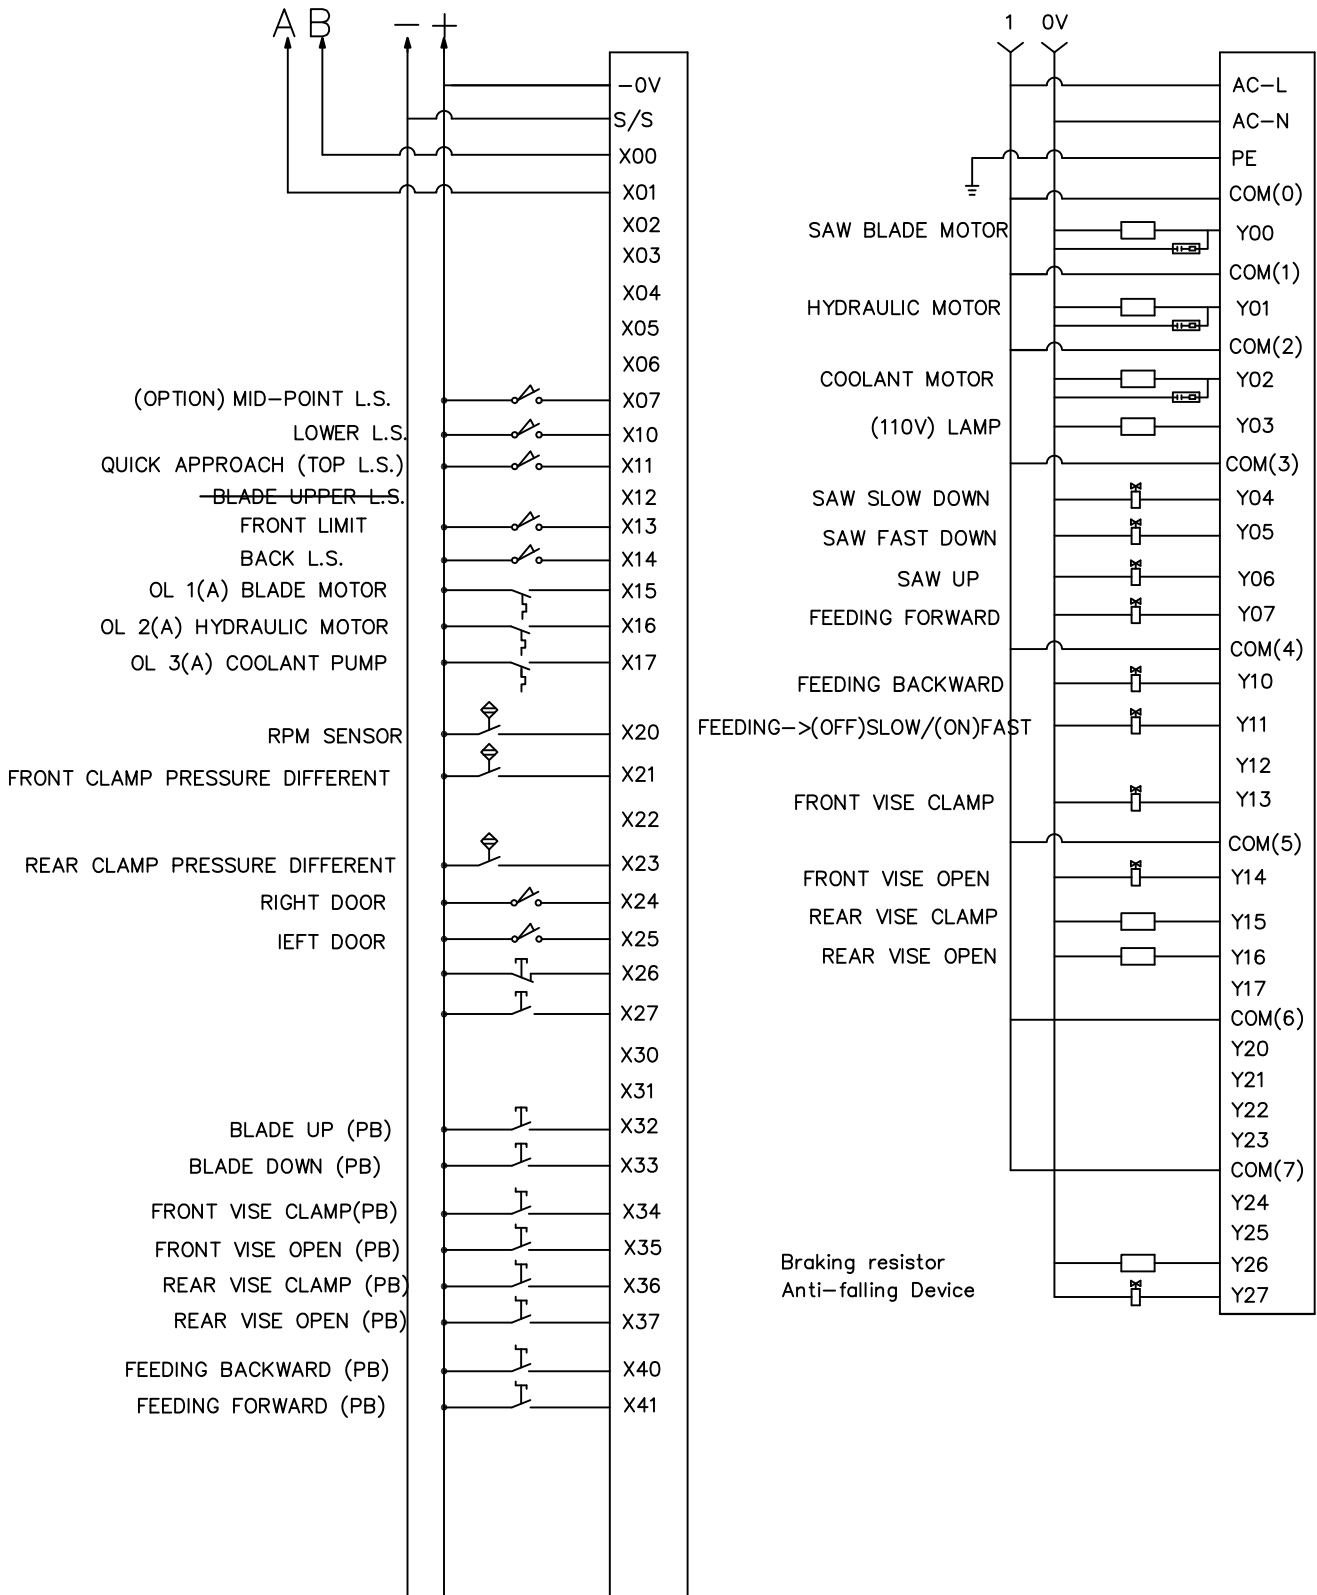 A B − +
−0V
S/S
X00
X01
X02
X03
X04
X05
X06
(OPTION) MID−POINT L.S. X07
LOWER L.S. X10
QUICK APPROACH (TOP L.S.) X11
BLADE UPPER L.S. X12
FRONT LIMIT X13
BACK L.S. X14
OL 1(A) BLADE MOTOR X15
OL 2(A) HYDRAULIC MOTOR X16
OL 3(A) COOLANT PUMP X17
RPM SENSOR X20
FRONT CLAMP PRESSURE DIFFERENT X21
X22
REAR CLAMP PRESSURE DIFFERENT X23
RIGHT DOOR X24
lEFT DOOR X25
X26
X27
X30
X31
BLADE UP (PB) X32
BLADE DOWN (PB) X33
FRONT VISE CLAMP(PB) X34
FRONT VISE OPEN (PB) X35
REAR VISE CLAMP (PB) X36
REAR VISE OPEN (PB) X37
FEEDING BACKWARD (PB) X40
FEEDING FORWARD (PB) X41
1 0V
AC−L
AC−N
PE
COM(0)
SAW BLADE MOTOR Y00
COM(1)
HYDRAULIC MOTOR Y01
COM(2)
COOLANT MOTOR Y02
(110V) LAMP Y03
COM(3)
SAW SLOW DOWN Y04
SAW FAST DOWN Y05
SAW UP Y06
FEEDING FORWARD Y07
COM(4)
FEEDING BACKWARD Y10
FEEDING−>(OFF)SLOW/(ON)FAST Y11
Y12
FRONT VISE CLAMP Y13
COM(5)
FRONT VISE OPEN Y14
REAR VISE CLAMP Y15
REAR VISE OPEN Y16
Y17
COM(6)
Y20
Y21
Y22
Y23
COM(7)
Y24
Y25
Braking resistor Y26
Anti−falling Device Y27